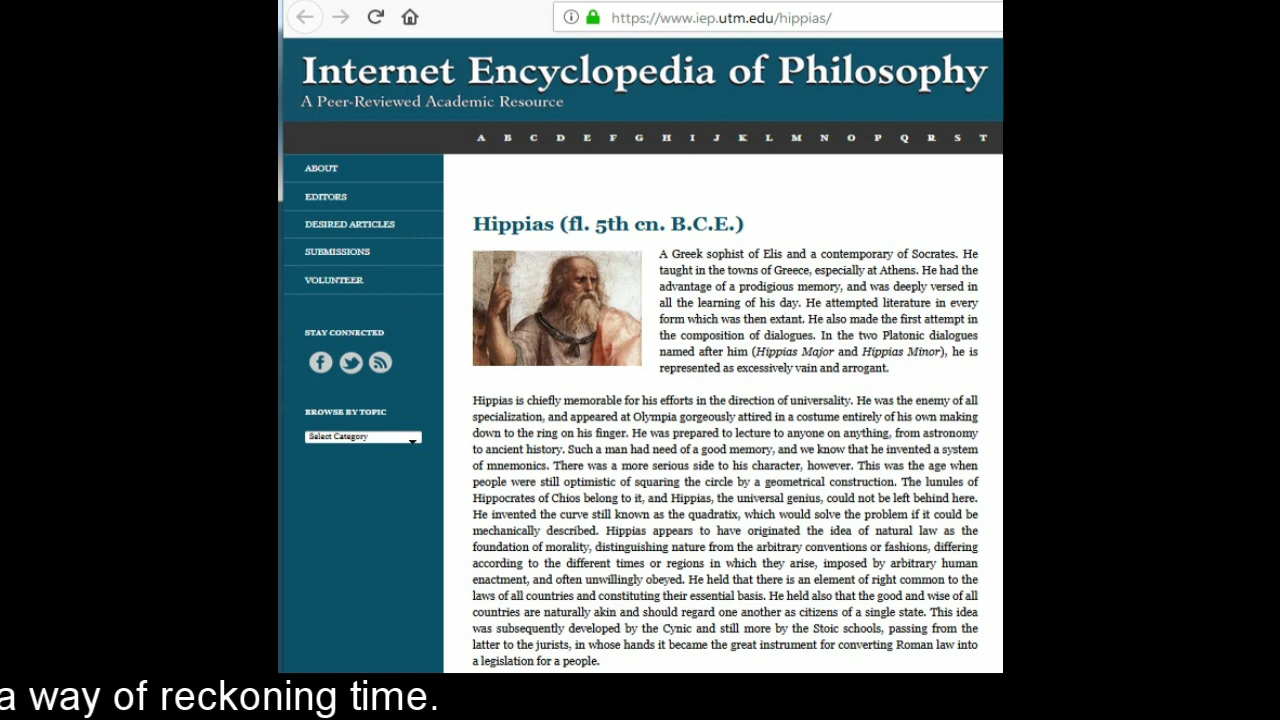 https://www.iep.utm.edu/hippias/
Internet Encyclopedia of Philosophy
A Peer-Reviewed Academic Resource
A B C D E F G H I J K L M N O P Q R S T
ABOUT
EDITORS
DESIRED ARTICLES
SUBMISSIONS
VOLUNTEER
STAY CONNECTED
BROWSE BY TOPIC
Select Category
Hippias (fl. 5th cn. B.C.E.)
A Greek sophist of Elis and a contemporary of Socrates. He
taught in the towns of Greece, especially at Athens. He had the
advantage of a prodigious memory, and was deeply versed in
all the learning of his day. He attempted literature in every
form which was then extant. He also made the first attempt in
the composition of dialogues. In the two Platonic dialogues
named after him (Hippias Major and Hippias Minor), he is
represented as excessively vain and arrogant.
Hippias is chiefly memorable for his efforts in the direction of universality. He was the enemy of all
specialization, and appeared at Olympia gorgeously attired in a costume entirely of his own making
down to the ring on his finger. He was prepared to lecture to anyone on anything, from astronomy
to ancient history. Such a man had need of a good memory, and we know that he invented a system
of mnemonics. There was a more serious side to his character, however. This was the age when
people were still optimistic of squaring the circle by a geometrical construction. The lunules of
Hippocrates of Chios belong to it, and Hippias, the universal genius, could not be left behind here.
He invented the curve still known as the quadratix, which would solve the problem if it could be
mechanically described. Hippias appears to have originated the idea of natural law as the
foundation of morality, distinguishing nature from the arbitrary conventions or fashions, differing
according to the different times or regions in which they arise, imposed by arbitrary human
enactment, and often unwillingly obeyed. He held that there is an element of right common to the
laws of all countries and constituting their essential basis. He held also that the good and wise of all
countries are naturally akin and should regard one another as citizens of a single state. This idea
was subsequently developed by the Cynic and still more by the Stoic schools, passing from the
latter to the jurists, in whose hands it became the great instrument for converting Roman law into
a legislation for a people.
a way of reckoning time.